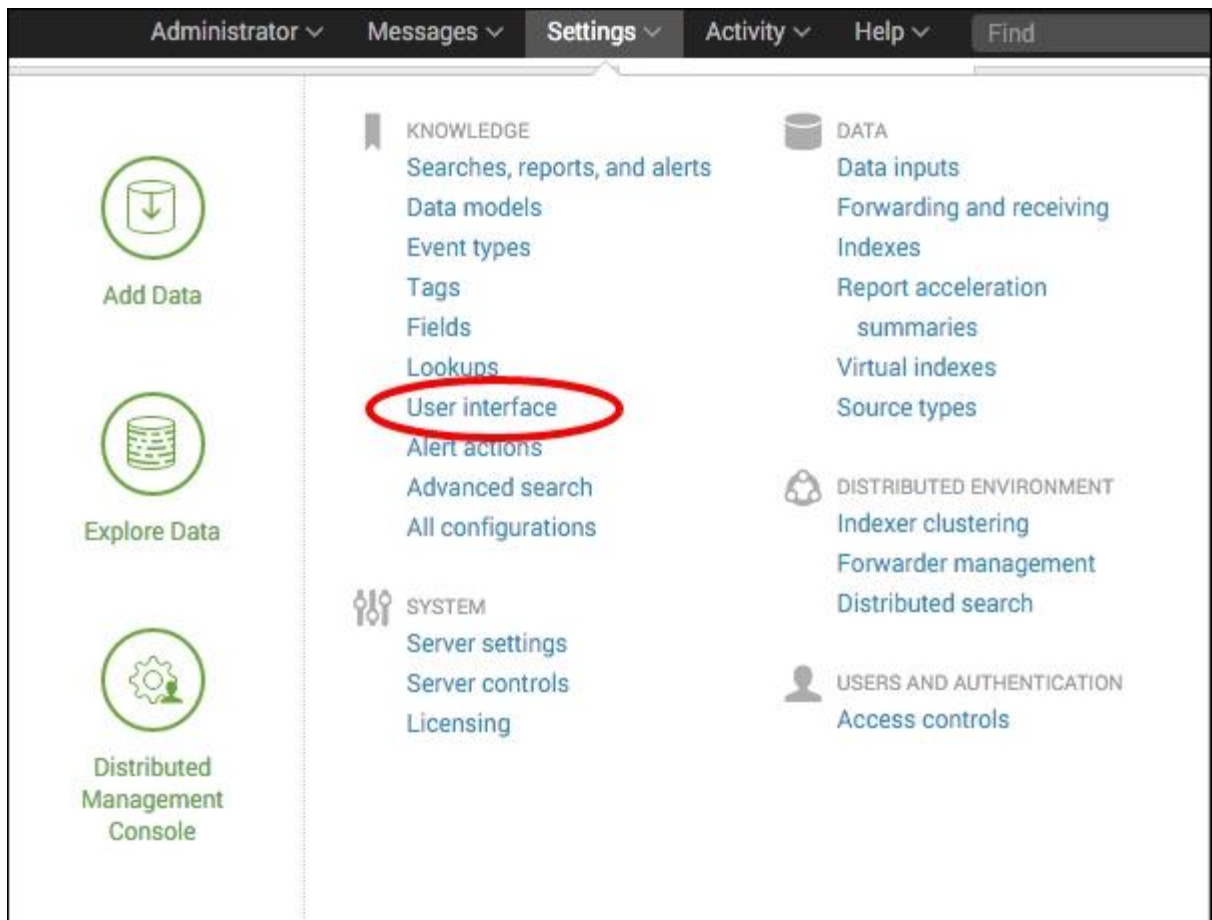 Administrator Messages Settings Activity Help Find
Add Data
Explore Data
Distributed
Management
Console
KNOWLEDGE
Searches, reports, and alerts
Data models
Event types
Tags
Fields
Lookups
User interface
Alert actions
Advanced search
All configurations
SYSTEM
Server settings
Server controls
Licensing
DATA
Data inputs
Forwarding and receiving
Indexes
Report acceleration
summaries
Virtual indexes
Source types
DISTRIBUTED ENVIRONMENT
Indexer clustering
Forwarder management
Distributed search
USERS AND AUTHENTICATION
Access controls